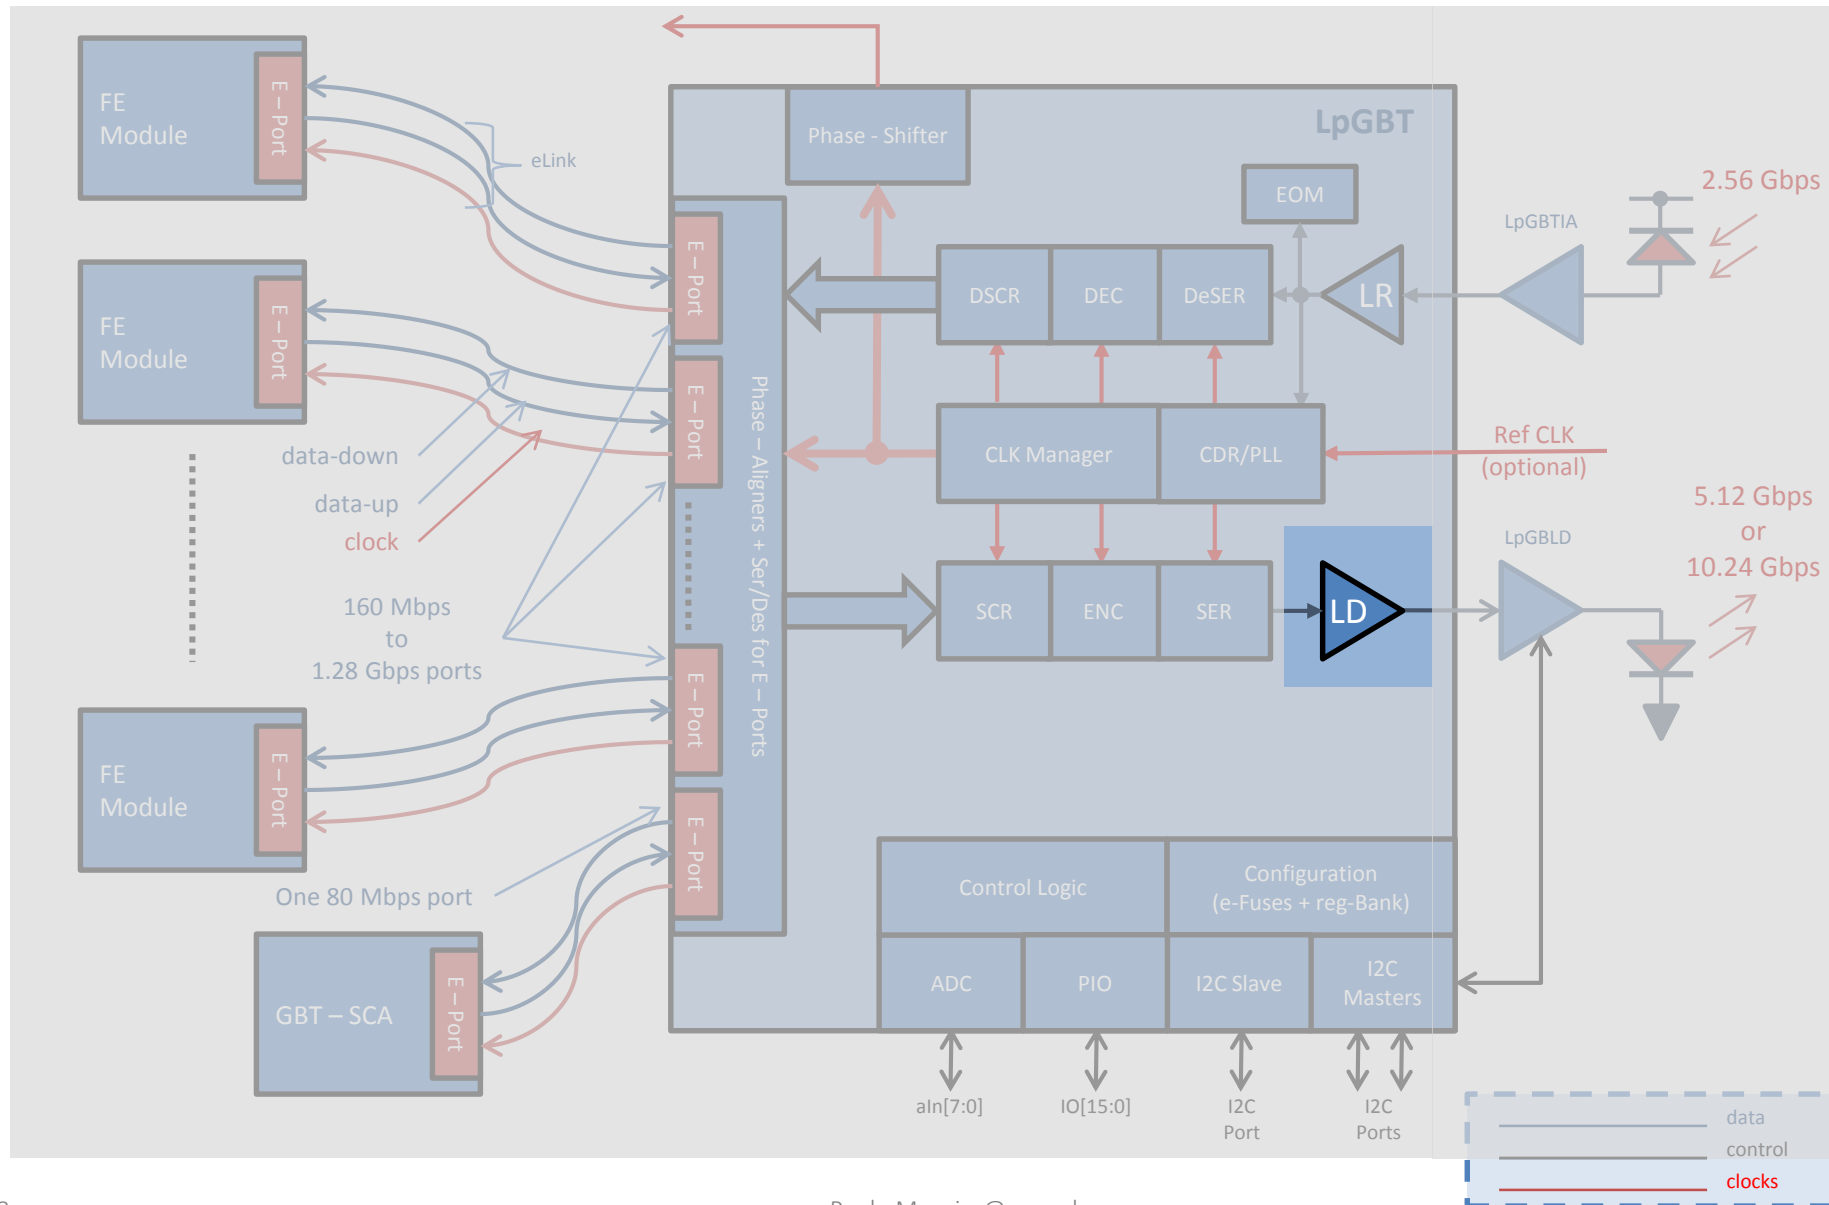 FE
Module
E – Port
eLink
FE
Module
E – Port
data-down
data-up
clock
160 Mbps
to
1.28 Gbps ports
FE
Module
E – Port
One 80 Mbps port
GBT – SCA
E – Port
LpGBT
Phase - Shifter
E – Port
E – Port
E – Port
E – Port
Phase – Aligners + Ser/Des for E – Ports
EOM
DSCR
DEC
DeSER
LR
CLK Manager
CDR/PLL
SCR
ENC
SER
LD
Control Logic
Configuration
(e-Fuses + reg-Bank)
ADC
PIO
I2C Slave
I2C
Masters
aIn[7:0]
IO[15:0]
I2C
Port
I2C
Ports
LpGBTIA
2.56 Gbps
Ref CLK
(optional)
LpGBLD
5.12 Gbps
or
10.24 Gbps
data
control
clocks